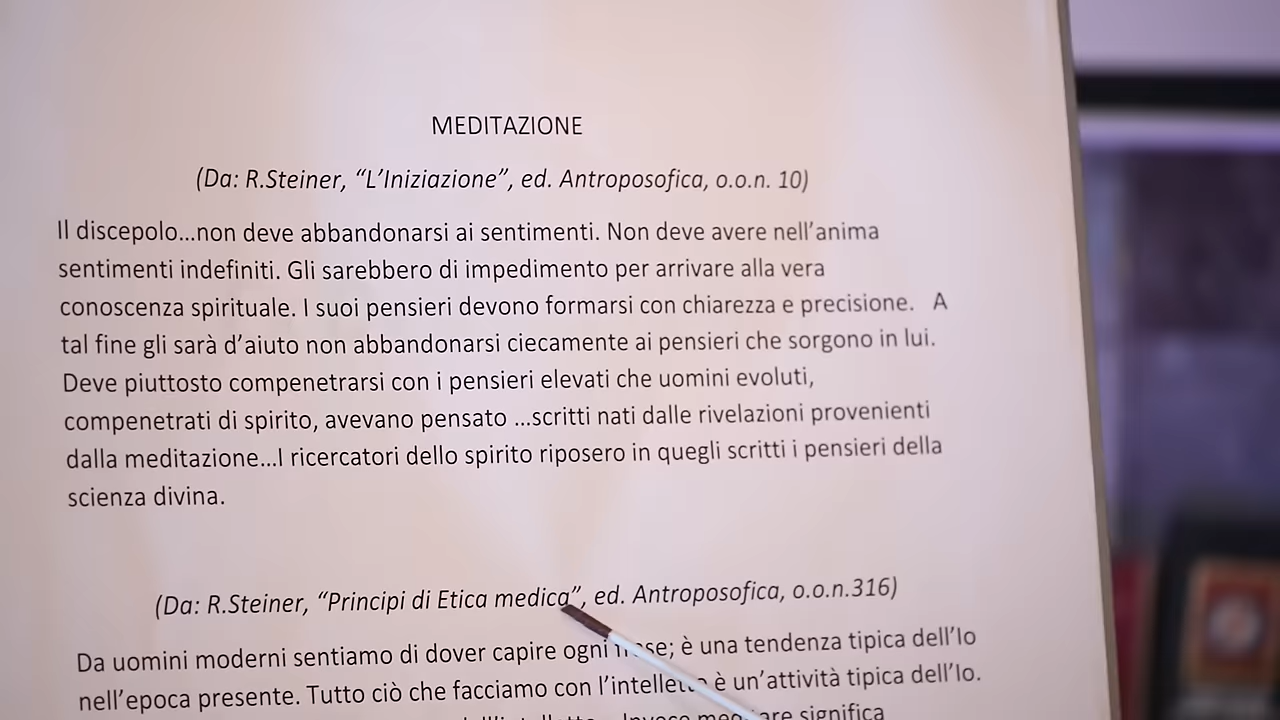 MEDITAZIONE
(Da: R.Steiner, “L’Iniziazione”, ed. Antroposofica, o.o.n. 10)
Il discepolo...non deve abbandonarsi ai sentimenti. Non deve avere nell’anima
sentimenti indefiniti. Gli sarebbero di impedimento per arrivare alla vera
conoscenza spirituale. I suoi pensieri devono formarsi con chiarezza e precisione. A
tal fine gli sarà d’aiuto non abbandonarsi ciecamente ai pensieri che sorgono in lui.
Deve piuttosto compenetrarsi con i pensieri elevati che uomini evoluti,
compenetrati di spirito, avevano pensato ...scritti nati dalle rivelazioni provenienti
dalla meditazione...I ricercatori dello spirito riposero in quegli scritti i pensieri della
scienza divina.
(Da: R.Steiner, “Principi di Etica medica”, ed. Antroposofica, o.o.n.316)
Da uomini moderni sentiamo di dover capire ogni ; è una tendenza tipica dell’Io
nell’epoca presente. Tutto ciò che facciamo con l’intelletto è un’attività tipica dell’Io.
significa